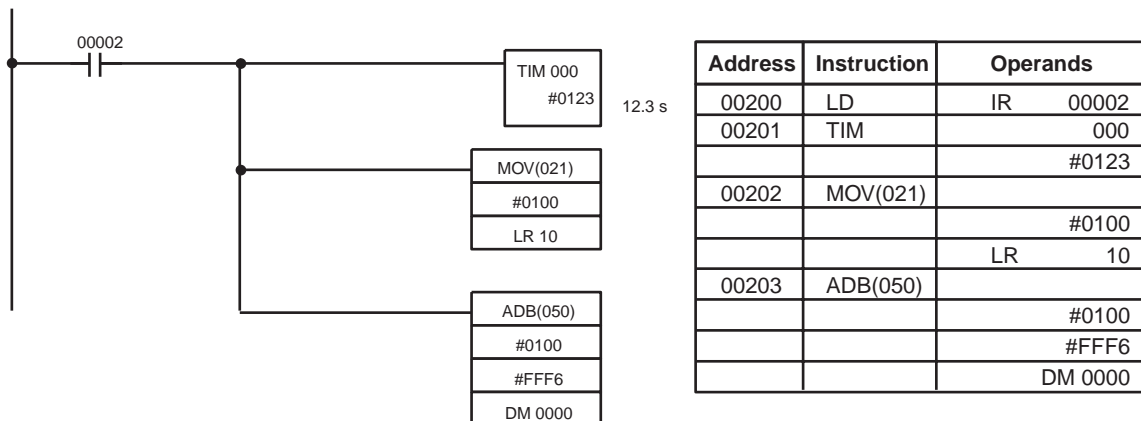 00002
TIM 000
#0123
12.3 s
MOV(021)
#0100
LR 10
ADB(050)
#0100
#FFF6
DM 0000
Address Instruction Operands
00200 LD IR 00002
00201 TIM 000
#0123
00202 MOV(021)
#0100
LR 10
00203 ADB(050)
#0100
#FFF6
DM 0000